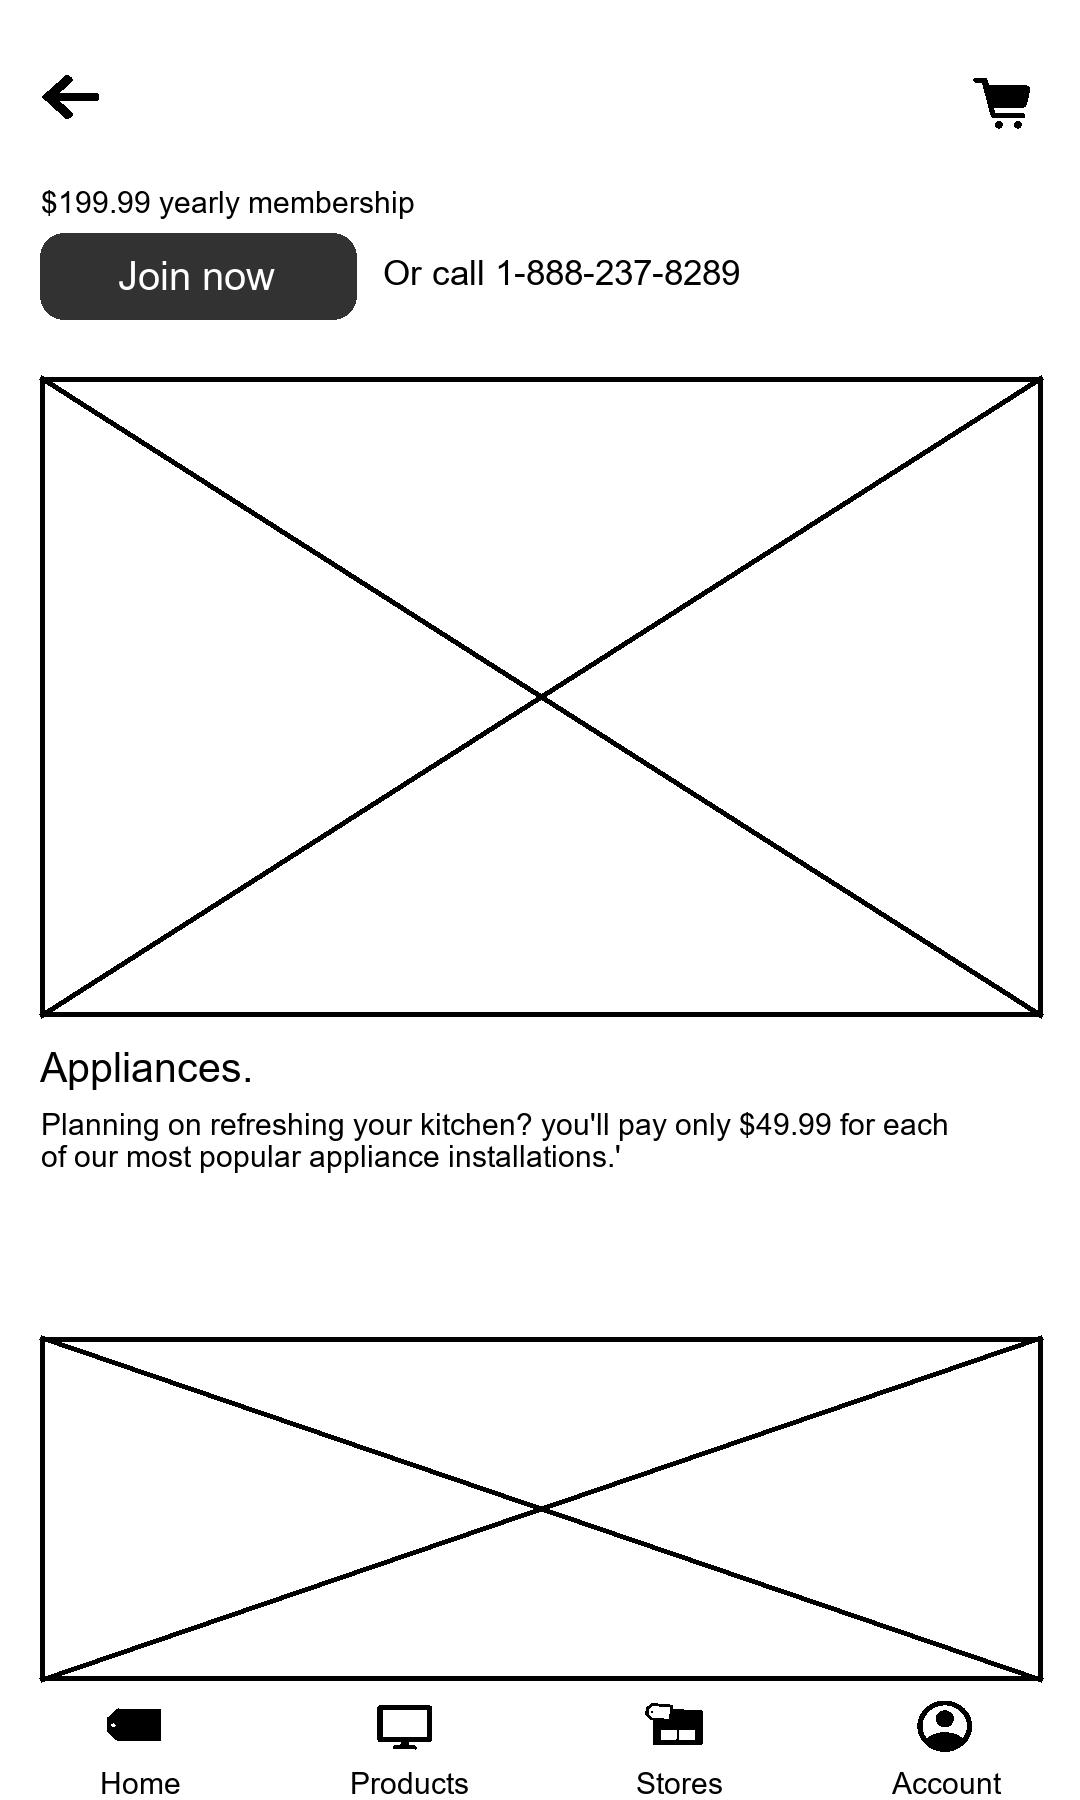 $199.99 yearly membership
Join now
Or call 1-888-237-8289
Appliances.
Planning on refreshing your kitchen? you'll pay only $49.99 for each
of our most popular appliance installations.'
Home
Products
Stores
Account